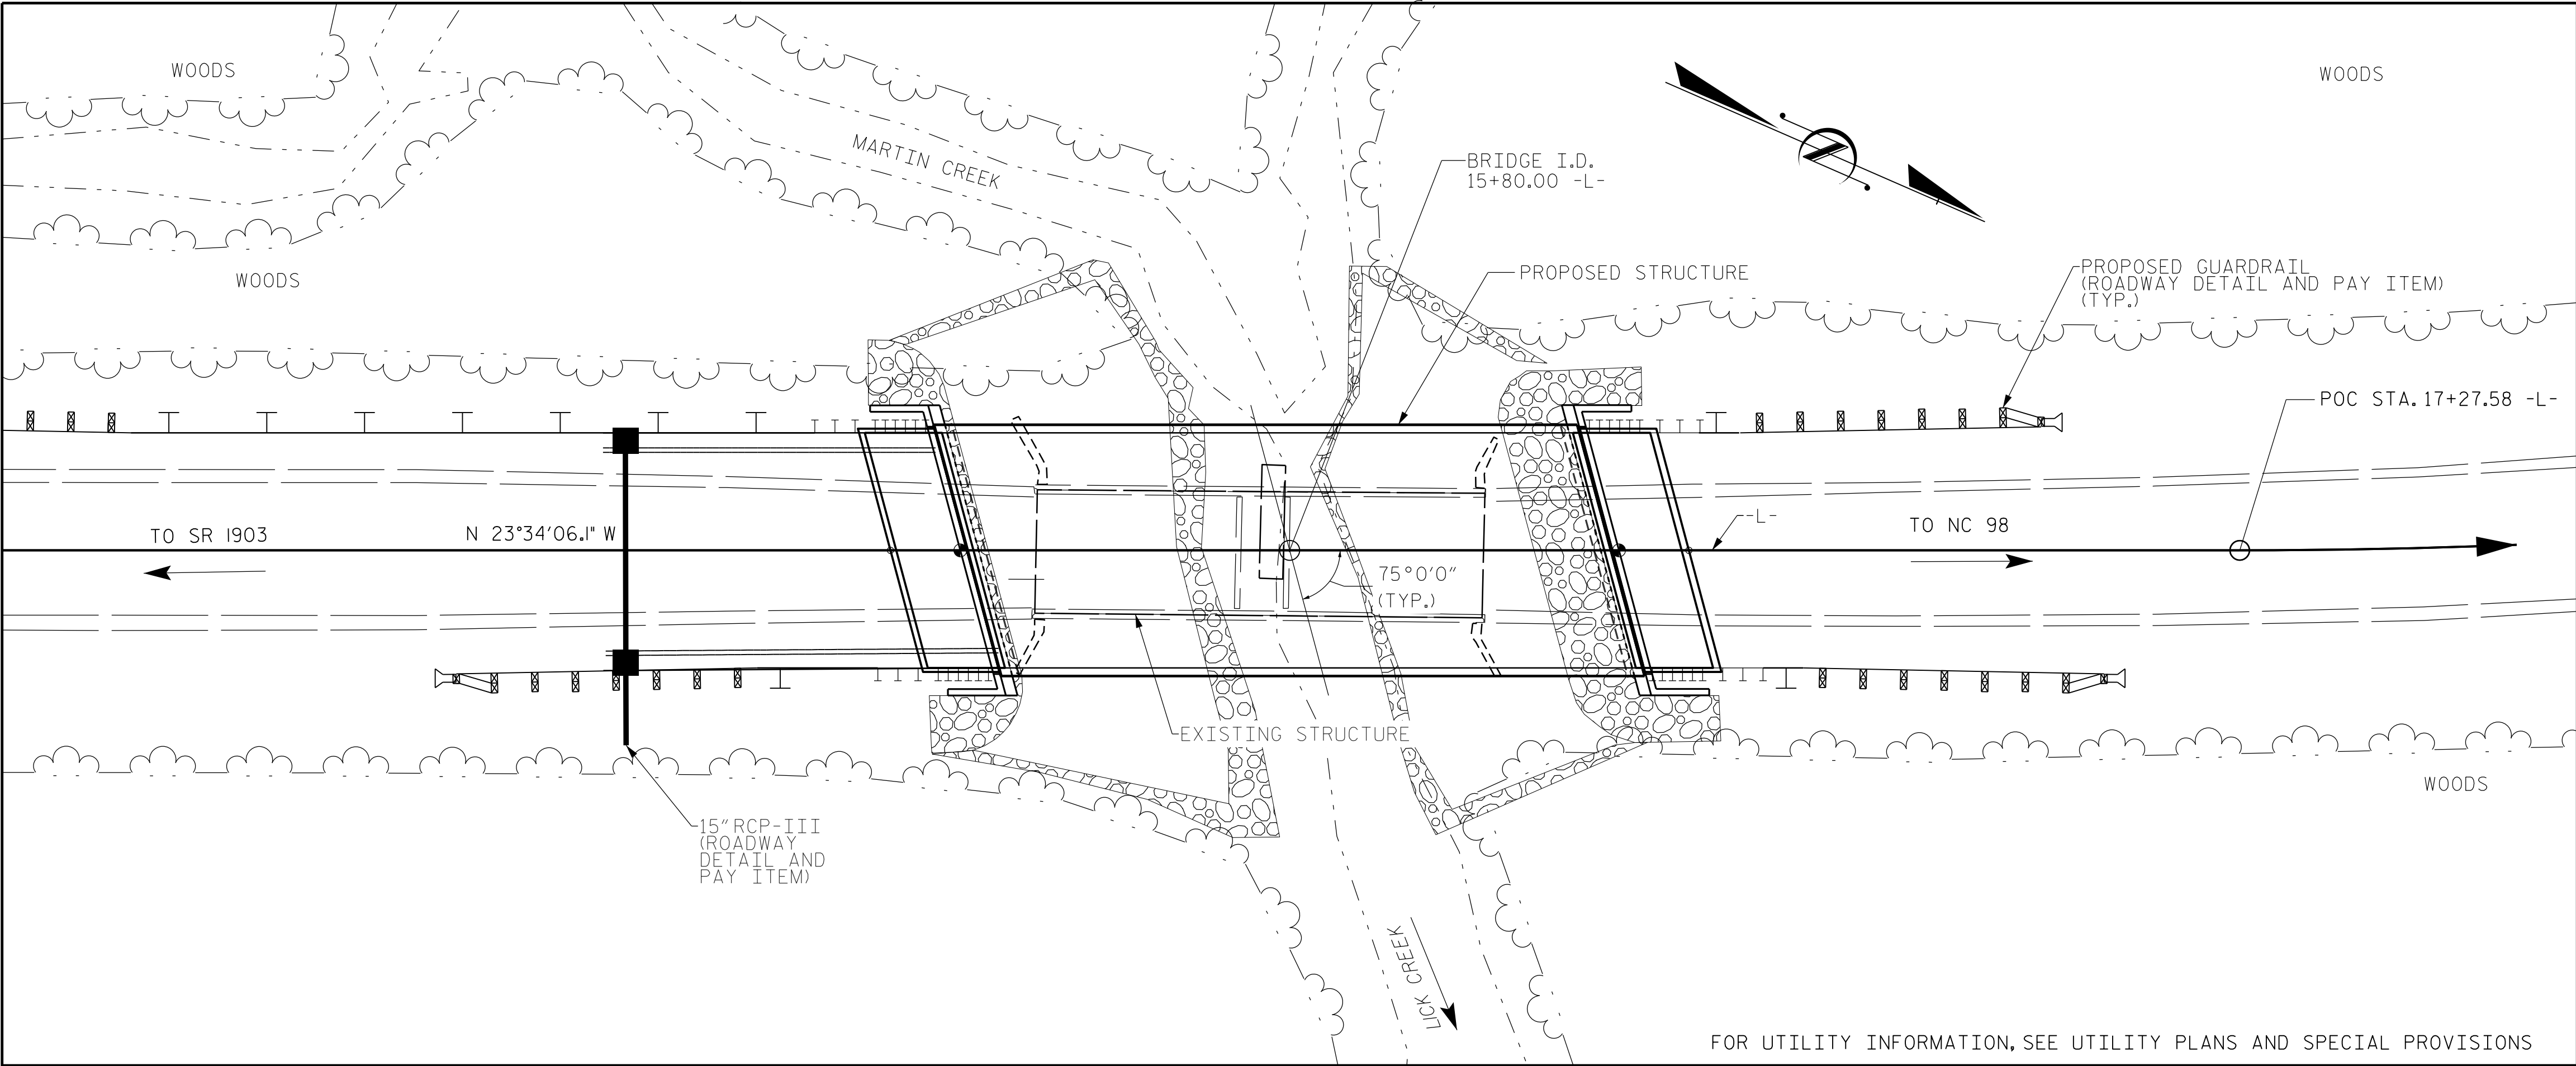 WOODS
WOODS
MARTIN CREEK
BRIDGE I.D.
15+80.00 -L-
WOODS
PROPOSED STRUCTURE
PROPOSED GUARDRAIL
(ROADWAY DETAIL AND PAY ITEM)
(TYP.)
POC STA. 17+27.58 -L-
TO SR 1903
N 23°34'06.1" W
-L-
TO NC 98
75°0'0"
(TYP.)
EXISTING STRUCTURE
WOODS
15" RCP-III
(ROADWAY
DETAIL AND
PAY ITEM)
LICK CREEK
FOR UTILITY INFORMATION, SEE UTILITY PLANS AND SPECIAL PROVISIONS